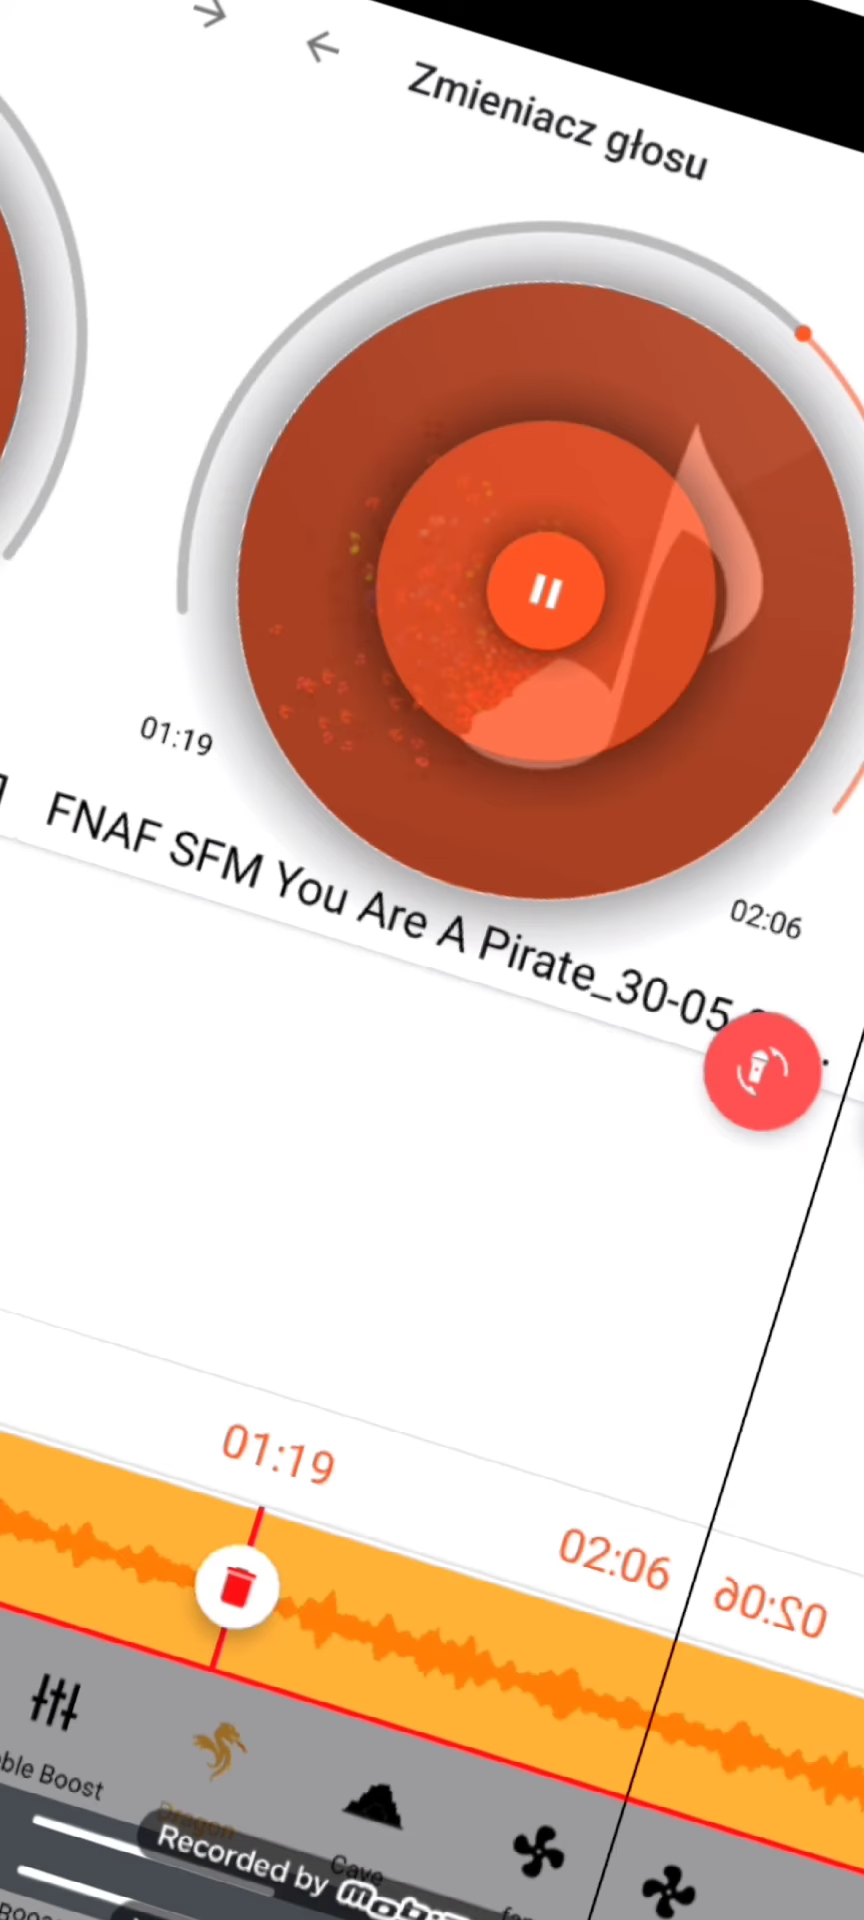 Zmieniacz głosu
01:19
02:06
FNAF SFM You Are A Pirate_30-05
01:19
02:06
02:06
Boost
Dragon
Cave
Recorded by